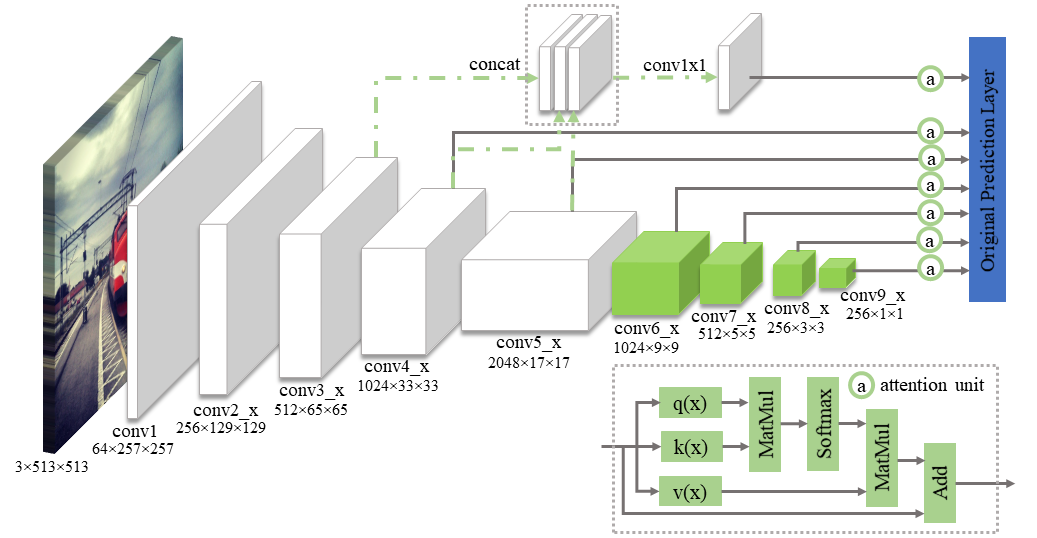 concat
conv1x1
a
a
a
a
a
a
a
Original Prediction Layer
3×513×513
conv1
64×257×257
conv2_x
256×129×129
conv3_x
512×65×65
conv4_x
1024×33×33
conv5_x
2048×17×17
conv6_x
1024×9×9
conv7_x
512×5×5
conv8_x
256×3×3
conv9_x
256×1×1
a attention unit
q(x)
k(x)
v(x)
MatMul
Softmax
MatMul
Add